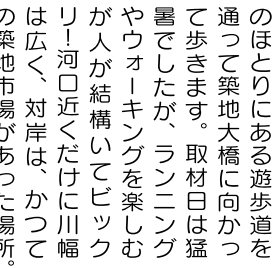 のほとりにある遊歩道を
通って築地大橋に向かっ
て歩きます。取材日は猛
暑でしたが、ランニング
やウォーキングを楽しむ
が人が結構いてビック
リ！河口近くだけに川幅
は広く、対岸は、かつて
の築地市場があった場所。